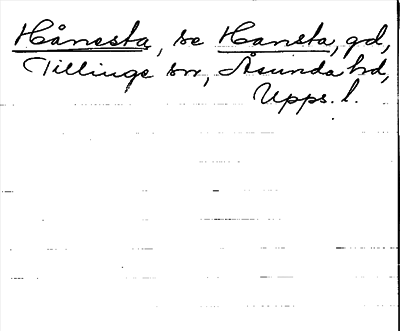 Hånesta, se Hansta, gd,
Tillinge sn, Åsunda hd,
Upps. l.